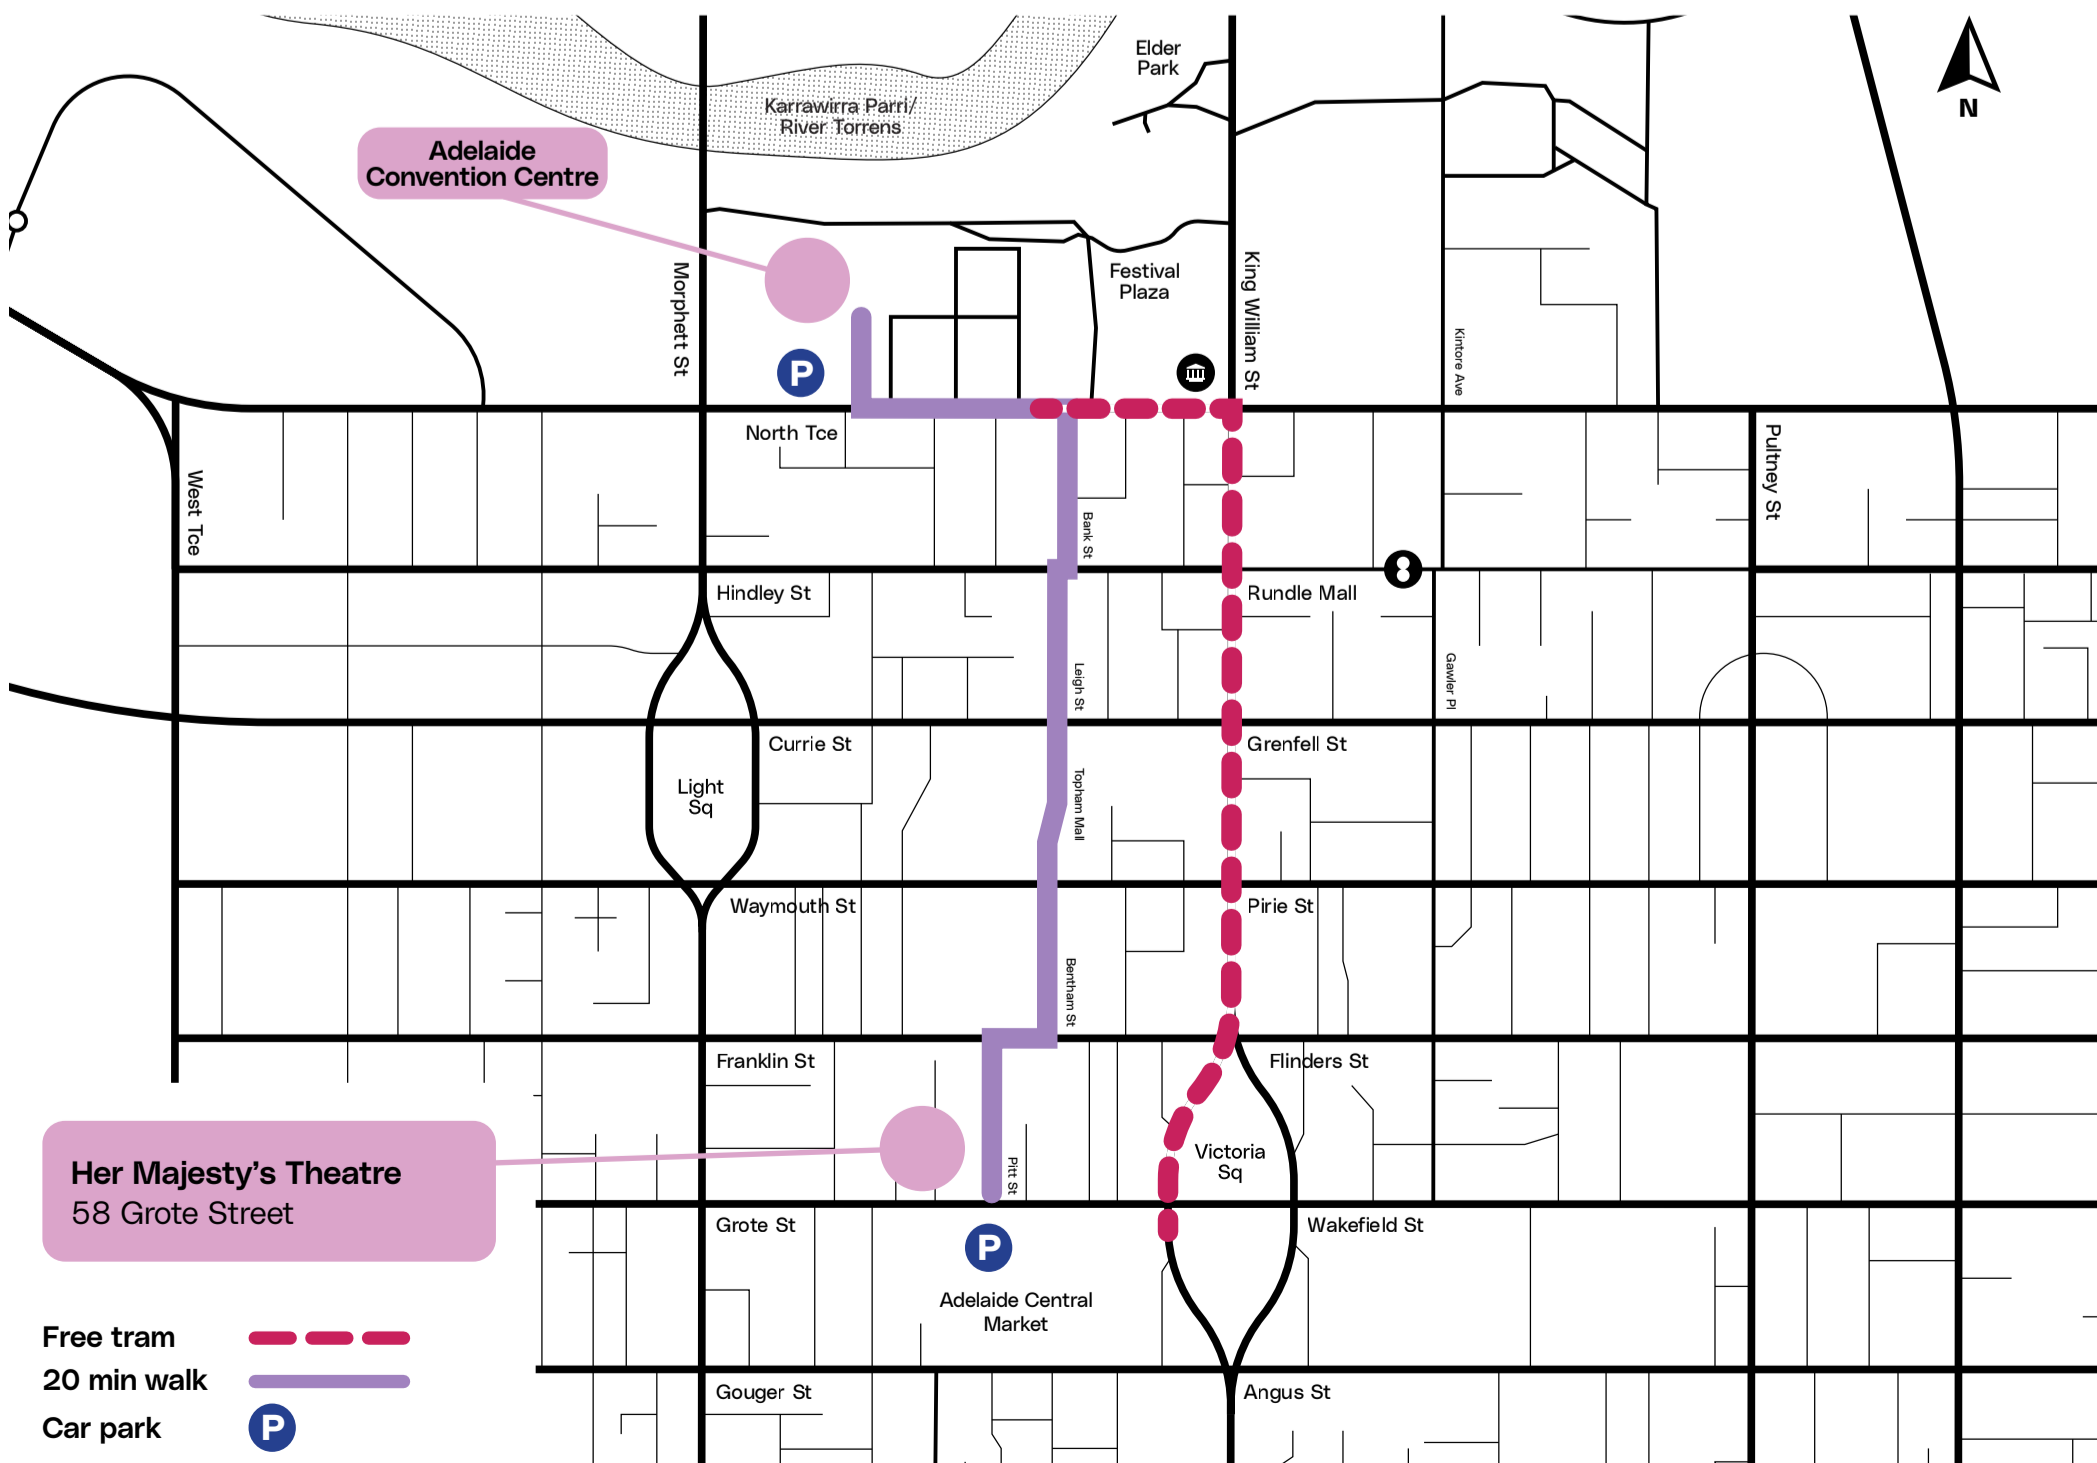 Elder
Park
N
Karrawirra Parri/
River Torrens
Adelaide
Convention Centre
Morphett St
Festival
Plaza
King William St
Kintore Ave
P
North Tce
West Tce
Bank St
Pultney St
Hindley St
Rundle Mall
Leigh St
Gawler Pl
Currie St
Grenfell St
Light
Sq
Topham Mall
Waymouth St
Pirie St
Bentham St
Franklin St
Flinders St
Victoria
Sq
Pitt St
Her Majesty's Theatre
58 Grote Street
Grote St
Wakefield St
P
Adelaide Central
Market
Free tram
20 min walk
Car park P
Gouger St
Angus St